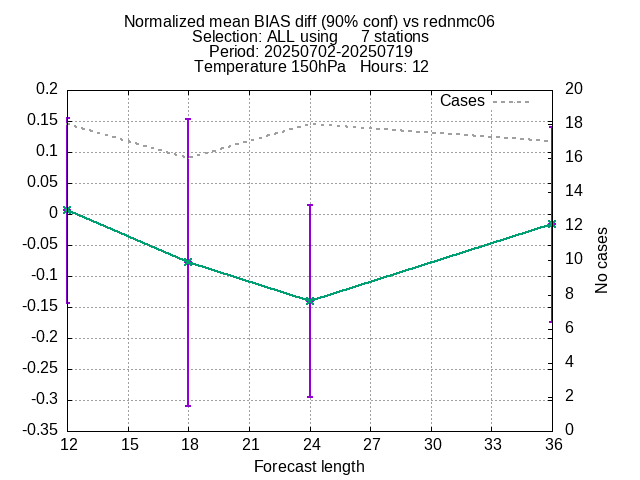 Normalized mean BIAS diff (90% conf) vs rednmc06
Selection: ALL using     7 stations
Period: 20250702-20250719
Temperature 150hPa   Hours: 12
Cases
0.2
0.15
0.1
0.05
0
-0.05
-0.1
-0.15
-0.2
-0.25
-0.3
-0.35
20
18
16
14
12
10
8
6
4
2
0
No cases
12 15 18 21 24 27 30 33 36
Forecast length